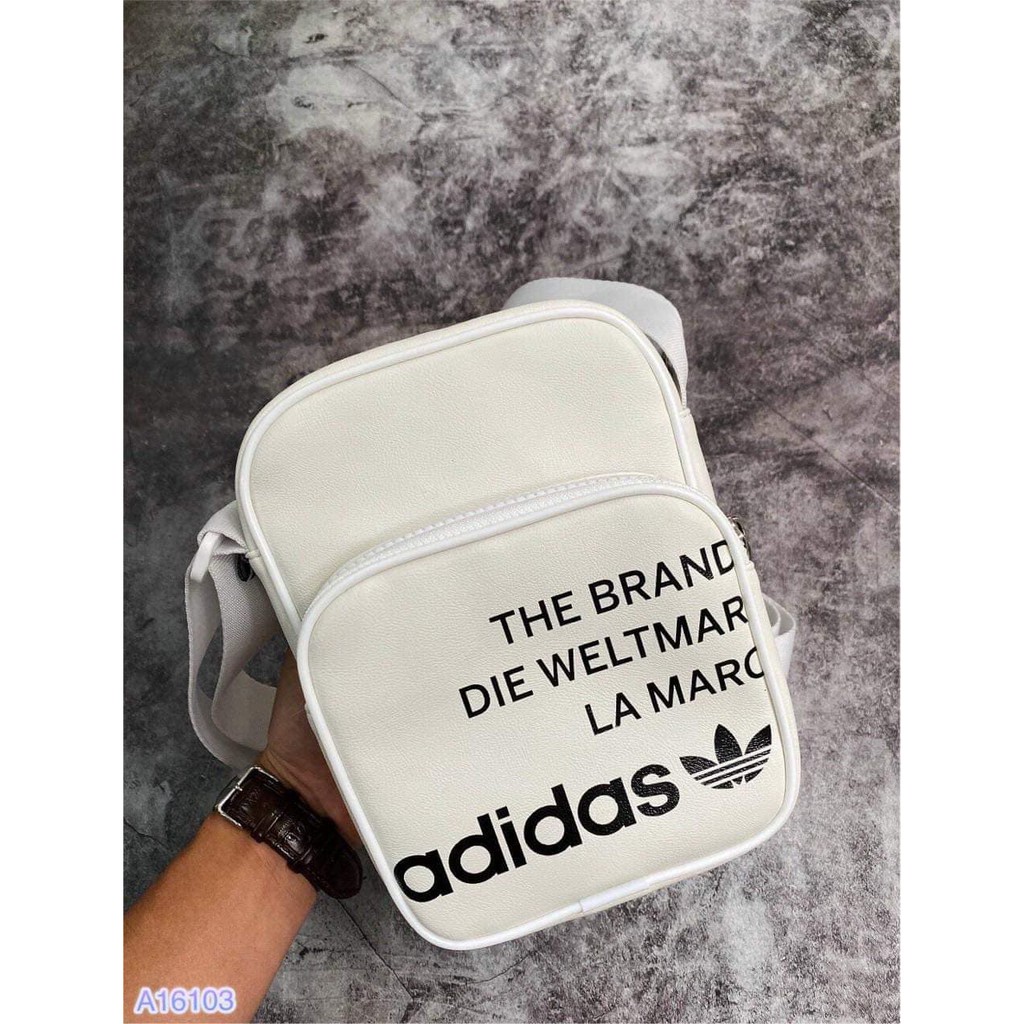 THE BRAND
DIE WELTMAR
LA MARC
adidas
A16103